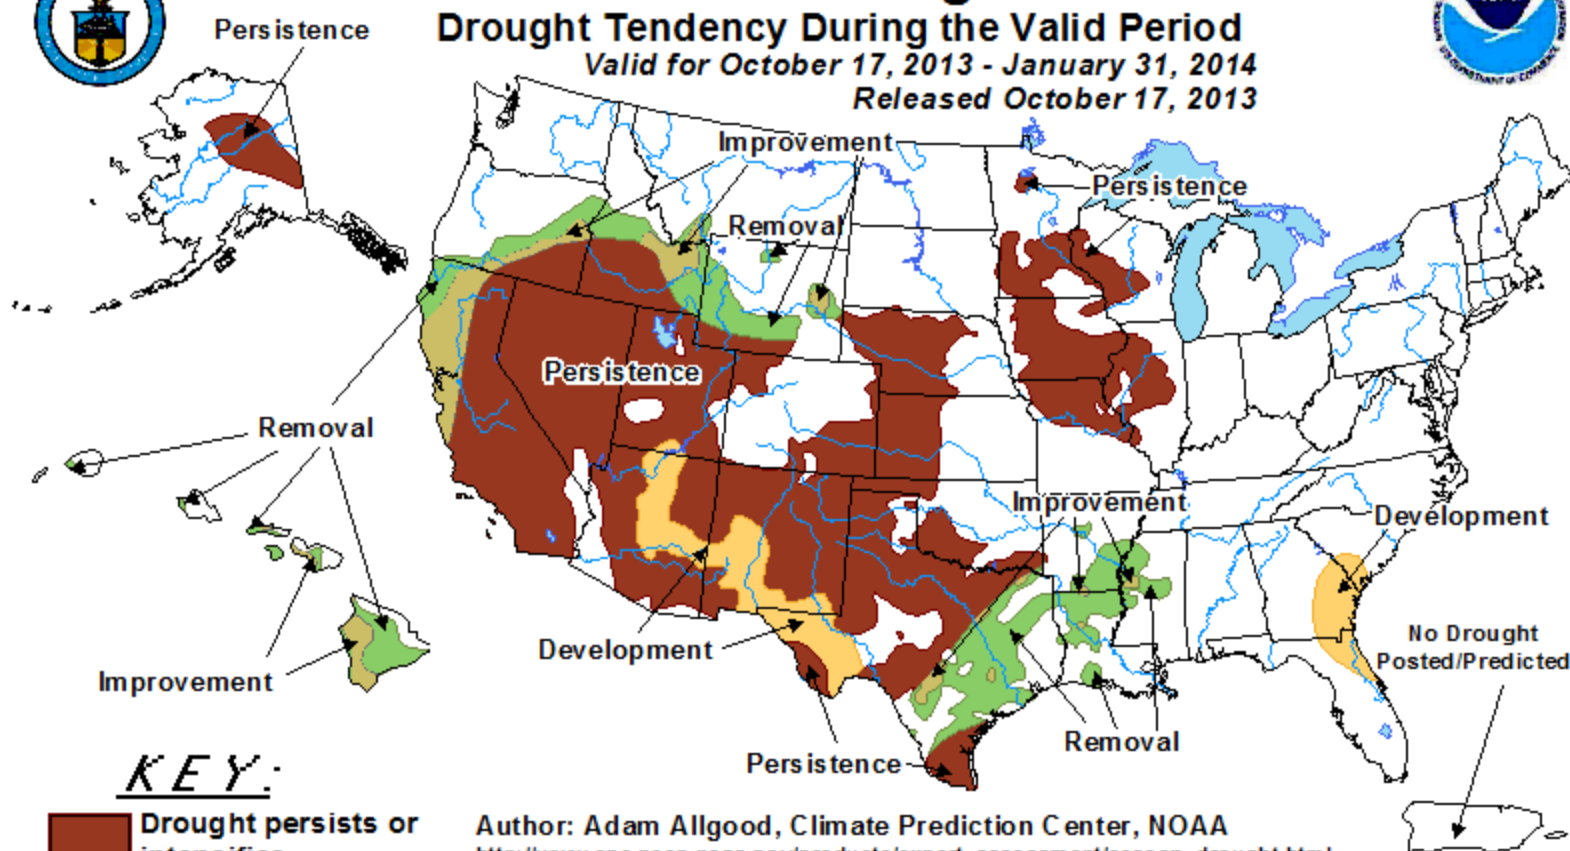 Drought Tendency During the Valid Period
Valid for October 17, 2013 - January 31, 2014
Released October 17, 2013
Persistence
Improvement
Persistence
Removal
Persistence
Removal
Improvement
Development
Development
No Drought
Posted/Predicted
Improvement
Removal
Persistence
KEY:
Drought persists or
intensifies
Author: Adam Allgood, Climate Prediction Center, NOAA